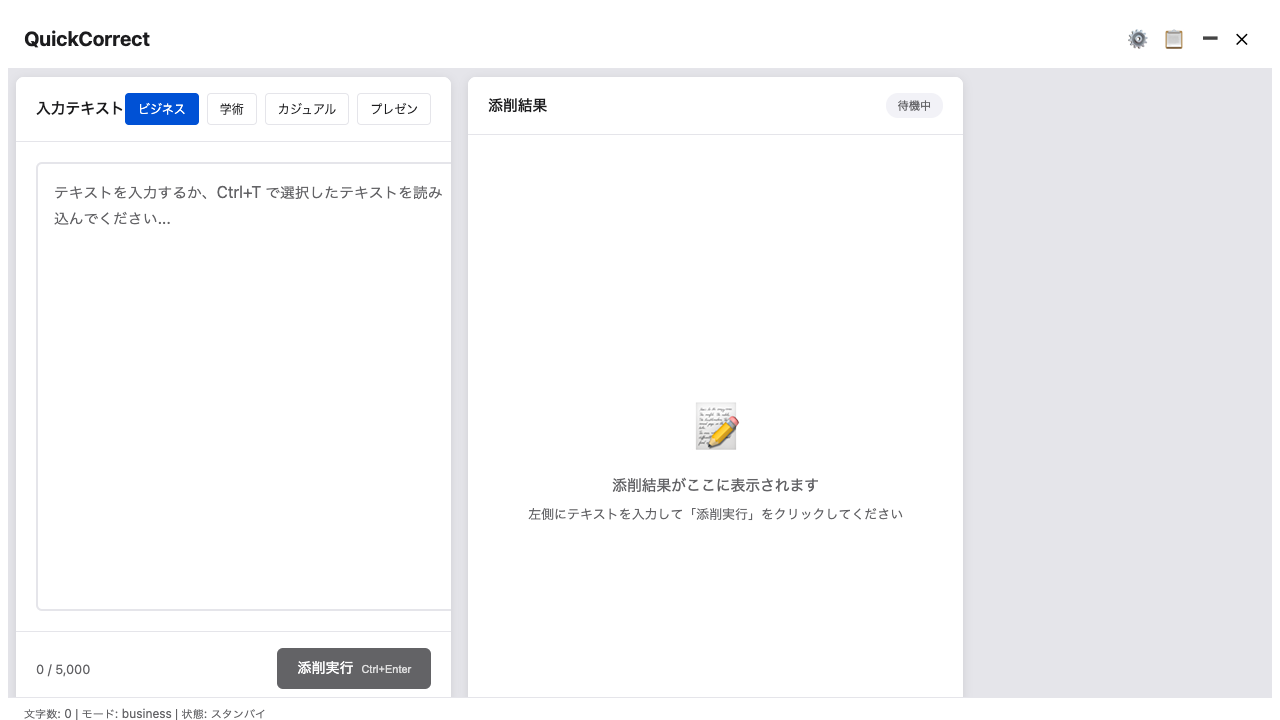 QuickCorrect
入力テキスト ビジネス 学術 カジュアル プレゼン
テキストを入力するか、Ctrl+T で選択したテキストを読み
込んでください...
0 / 5,000
添削実行 Ctrl+Enter
添削結果
待機中
添削結果がここに表示されます
左側にテキストを入力して「添削実行」をクリックしてください
文字数: 0 | モード: business | 状態: スタンバイ